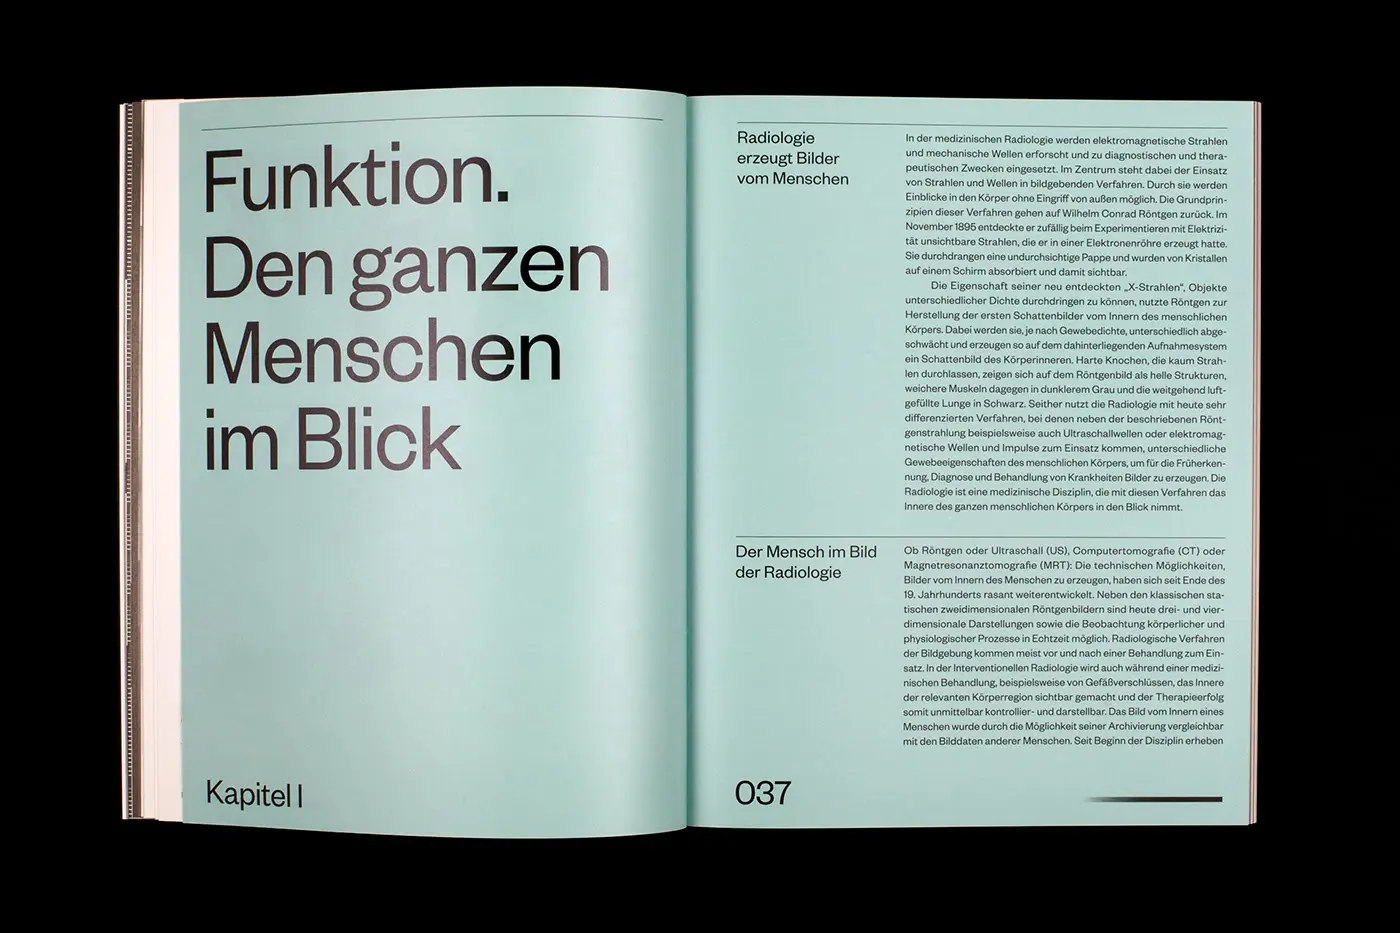 Funktion.
Den ganzen
Menschen
im Blick
Kapitel I
Radiologie
erzeugt Bilder
vom Menschen
In der medizinischen Radiologie werden elektromagnetische Strahlen
und mechanische Wellen erforscht und zu diagnostischen und thera-
peutischen Zwecken eingesetzt. Im Zentrum steht dabei der Einsatz
von Strahlen und Wellen in bildgebenden Verfahren. Durch sie werden
Einblicke in den Körper ohne Eingriff von außen möglich. Die Grundprin-
zipien dieser Verfahren gehen auf Wilhelm Conrad Röntgen zurück. Im
November 1895 entdeckte er zufällig beim Experimentieren mit Elektrizi-
tät unsichtbare Strahlen, die er in einer Elektronenröhre erzeugt hatte.
Sie durchdrangen eine undurchsichtige Pappe und wurden von Kristallen
auf einem Schirm absorbiert und damit sichtbar.
Die Eigenschaft seiner neu entdeckten „X-Strahlen“, Objekte
unterschiedlicher Dichte durchdringen zu können, nutzte Röntgen zur
Herstellung der ersten Schattenbilder vom Innern des menschlichen
Körpers. Dabei werden sie, je nach Gewebedichte, unterschiedlich abge-
schwächt und erzeugen so auf dem dahinterliegenden Aufnahmesystem
ein Schattenbild des Körperinneren. Harte Knochen, die kaum Strah-
len durchlassen, zeigen sich auf dem Röntgenbild als helle Strukturen,
weichere Muskeln dagegen in dunklerem Grau und die weitgehend luft-
gefüllte Lunge in Schwarz. Seither nutzt die Radiologie mit heute sehr
differenzierten Verfahren, bei denen neben der beschriebenen Rönt-
genstrahlung beispielsweise auch Ultraschallwellen oder elektromag-
netische Wellen und Impulse zum Einsatz kommen, unterschiedliche
Gewebeeigenschaften des menschlichen Körpers, um für die Früherken-
nung, Diagnose und Behandlung von Krankheiten Bilder zu erzeugen. Die
Radiologie ist eine medizinische Disziplin, die mit diesen Verfahren das
Innere des ganzen menschlichen Körpers in den Blick nimmt.
Der Mensch im Bild
der Radiologie
Ob Röntgen oder Ultraschall (US), Computertomografie (CT) oder
Magnetresonanztomografie (MRT): Die technischen Möglichkeiten,
Bilder vom Innern des Menschen zu erzeugen, haben sich seit Ende des
19. Jahrhunderts rasant weiterentwickelt. Neben den klassischen sta-
tischen zweidimensionalen Röntgenbildern sind heute drei- und vier-
dimensionale Darstellungen sowie die Beobachtung körperlicher und
physiologischer Prozesse in Echtzeit möglich. Radiologische Verfahren
der Bildgebung kommen meist vor und nach einer Behandlung zum Ein-
satz. In der Interventionellen Radiologie wird auch während einer medizi-
nischen Behandlung, beispielsweise von Gefäßverschlüssen, das Innere
der relevanten Körperregion sichtbar gemacht und der Therapieerfolg
somit unmittelbar kontrollier- und darstellbar. Das Bild vom Innern eines
Menschen wurde durch die Möglichkeit seiner Archivierung vergleichbar
mit den Bilddaten anderer Menschen. Seit Beginn der Disziplin erheben
037